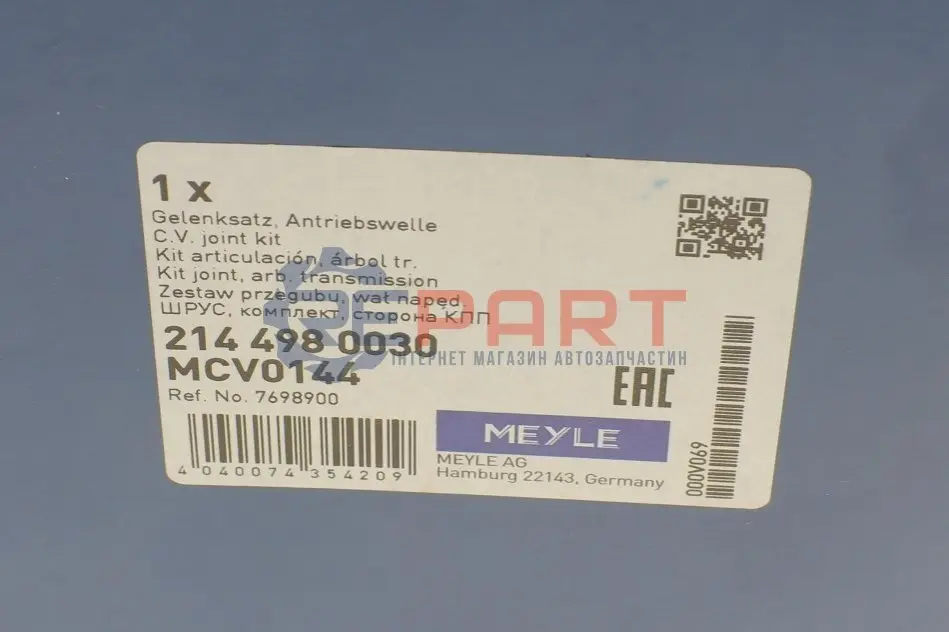 1 x
Gelenksatz, Antriebswelle
C.V. joint kit
Kit articulación, árbol tr.
Kit joint, arb. transmission
Zestaw przegubu, wał napęd.
ШРУС, комплект, сторона КПП
214 498 0030
MCV0144
Ref. No. 7698900
4 040074 354209
MEYLE
MEYLE AG
Hamburg 22143, Germany
EAC
000V069
PART
ІНТЕРНЕТ МАГАЗИН АВТОЗАПЧАСТИН